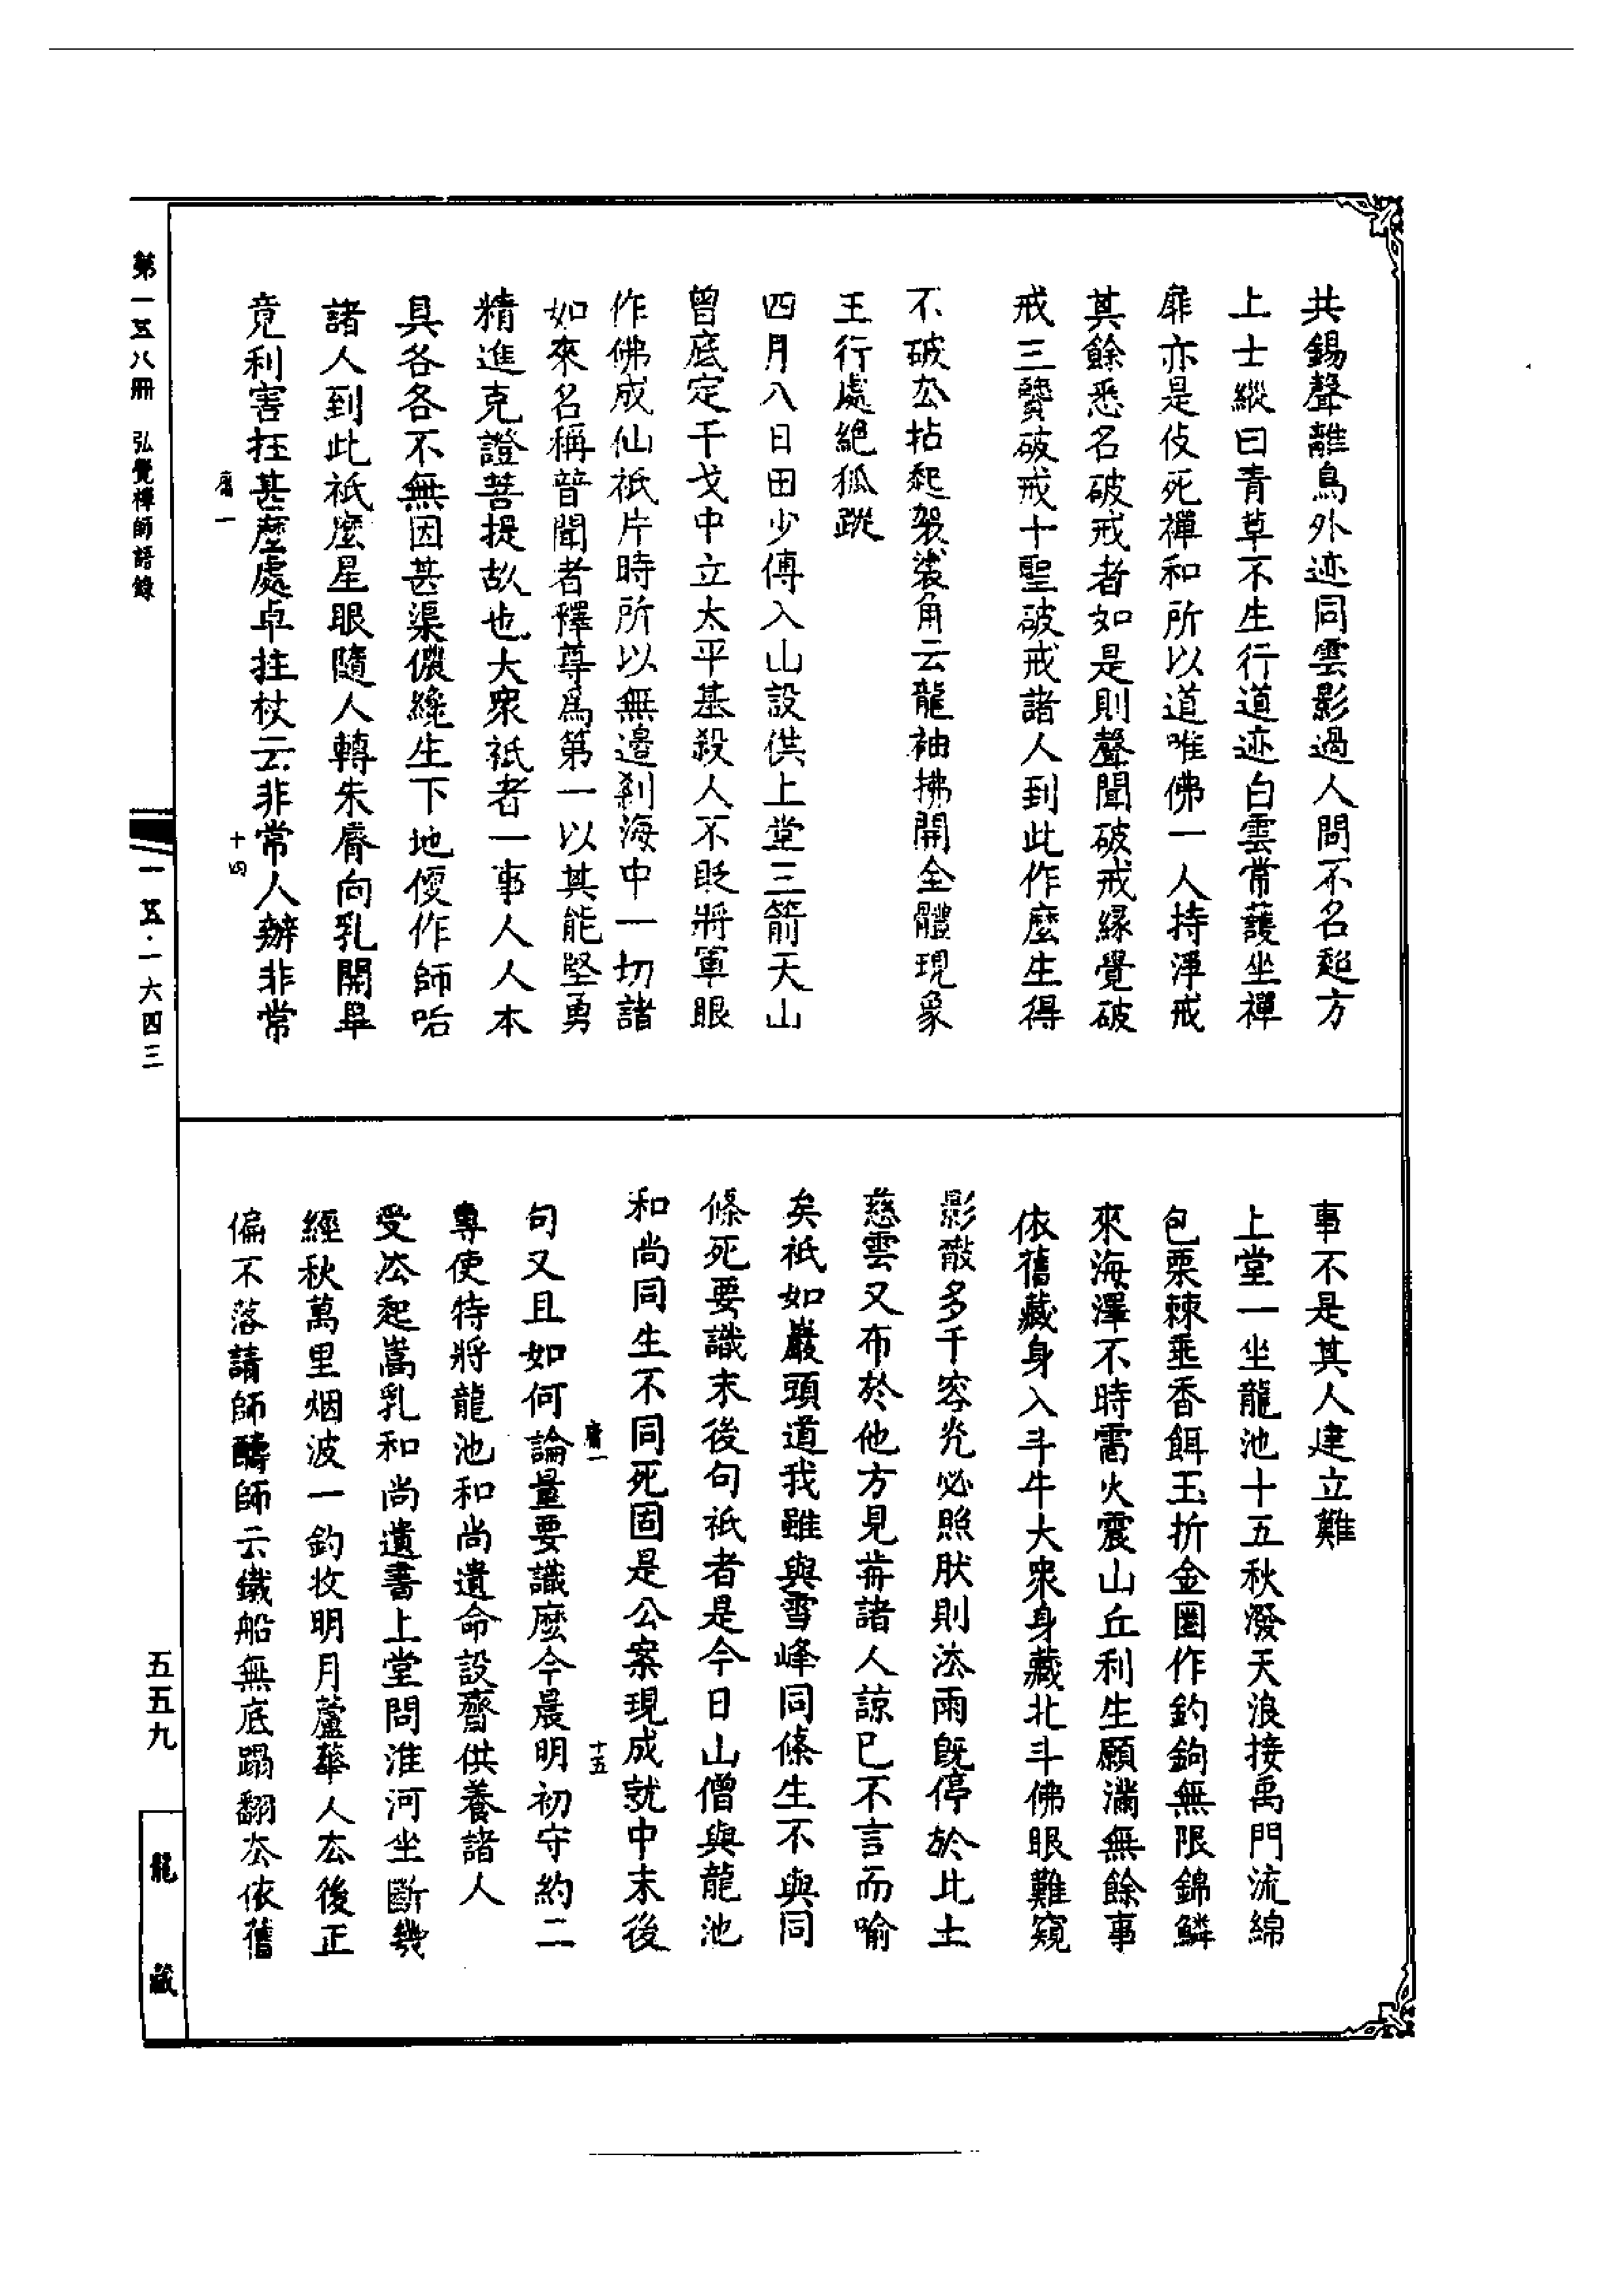 共錫聲離鳥外迹同雲影過人間不名超方
上士縱曰青草不生行道迹白雲常護坐禪
扉亦是伎死禪和所以道唯佛一人持淨戒
其餘悉名破戒者如是則聲聞破戒緣覺破
戒三賢破戒十聖破戒諸人到此作麽生得
不破去拈起袈裟角云龍袖拂開全體現象
王行處絕狐蹤
四月八日田少傅入山設供上堂三箭天山
曾底定干戈中立太平基殺人不眨將軍眼
作佛成仙祇片時所以無邊剎海中一切諸
如來名稱普聞者釋尊爲第一以其能堅勇
精進克證菩提故也大衆祇者一事人人本
具各各不無因甚渠儂纔生下地便作師吼
諸人到此祇麽星眼隨人轉朱脣向乳開畢
竟利害在甚麽處卓拄杖云非常人辦非常
庸一
十四
第一五八冊 弘覺禪師語錄
一五·一六四三
事不是其人建立難
上堂一坐龍池十五秋潑天浪接禹門流綿
包栗棘垂香餌玉折金圈作釣鉤無限錦鱗
來海澤不時雷火震山丘利生願滿無餘事
依舊藏身入斗牛大衆身藏北斗佛眼難窺
影散多千容光必照狀則法雨旣停於此土
慈雲又布於他方見前諸人諒已不言而喻
矣祇如巖頭道我雖與雪峰同條生不與同
條死要識末後句祇者是今日山僧與龍池
和尚同生不同死固是公案現成就中末後
庸一
十五
句又且如何論量要識麽今晨明初守約二
專使特將龍池和尚遺命設齋供養諸人
受法起嵩乳和尚遺書上堂問淮河坐斷幾
經秋萬里烟波一釣收明月蘆華人去後正
偏不落請師疇師云鐵船無底蹋翻去依舊
五五九
龍藏